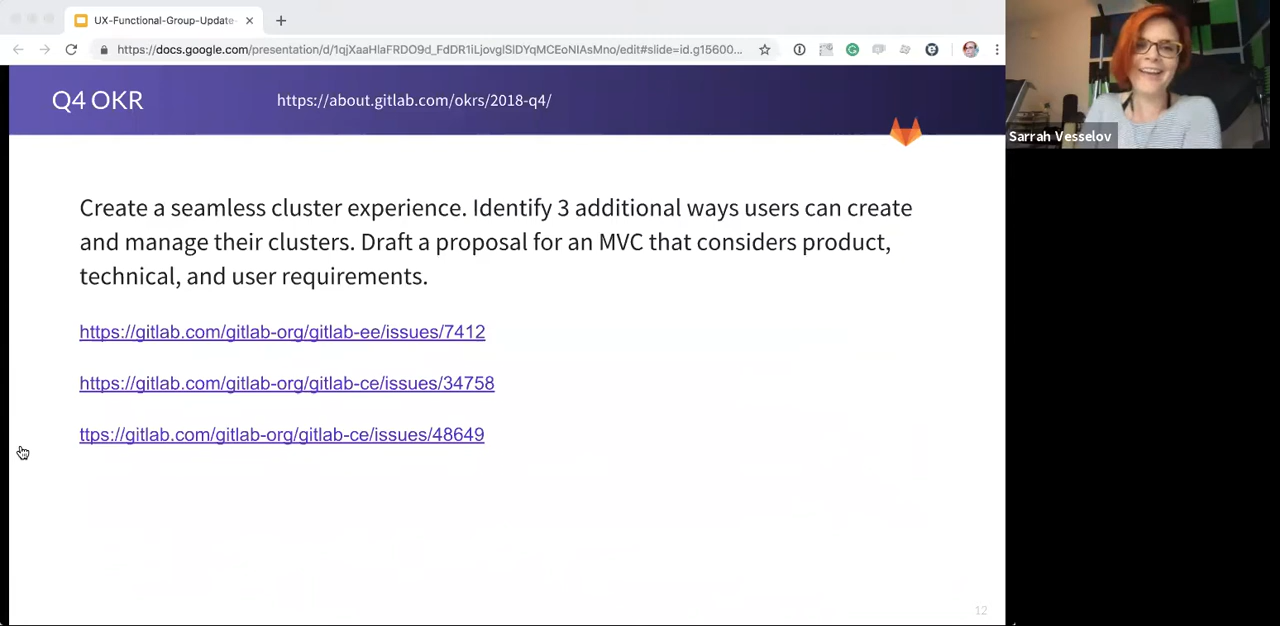 UX-Functional-Group-Update-
https://docs.google.com/presentation/d/1qjXaaHlaFRDO9d_FdDR1iLjovglSlDYqMCEoNIAsMno/edit#slide=id.g15600...
Q4 OKR
https://about.gitlab.com/okrs/2018-q4/
Sarrah Vesselov
Create a seamless cluster experience. Identify 3 additional ways users can create
and manage their clusters. Draft a proposal for an MVC that considers product,
technical, and user requirements.
https://gitlab.com/gitlab-org/gitlab-ee/issues/7412
https://gitlab.com/gitlab-org/gitlab-ce/issues/34758
ttps://gitlab.com/gitlab-org/gitlab-ce/issues/48649
12